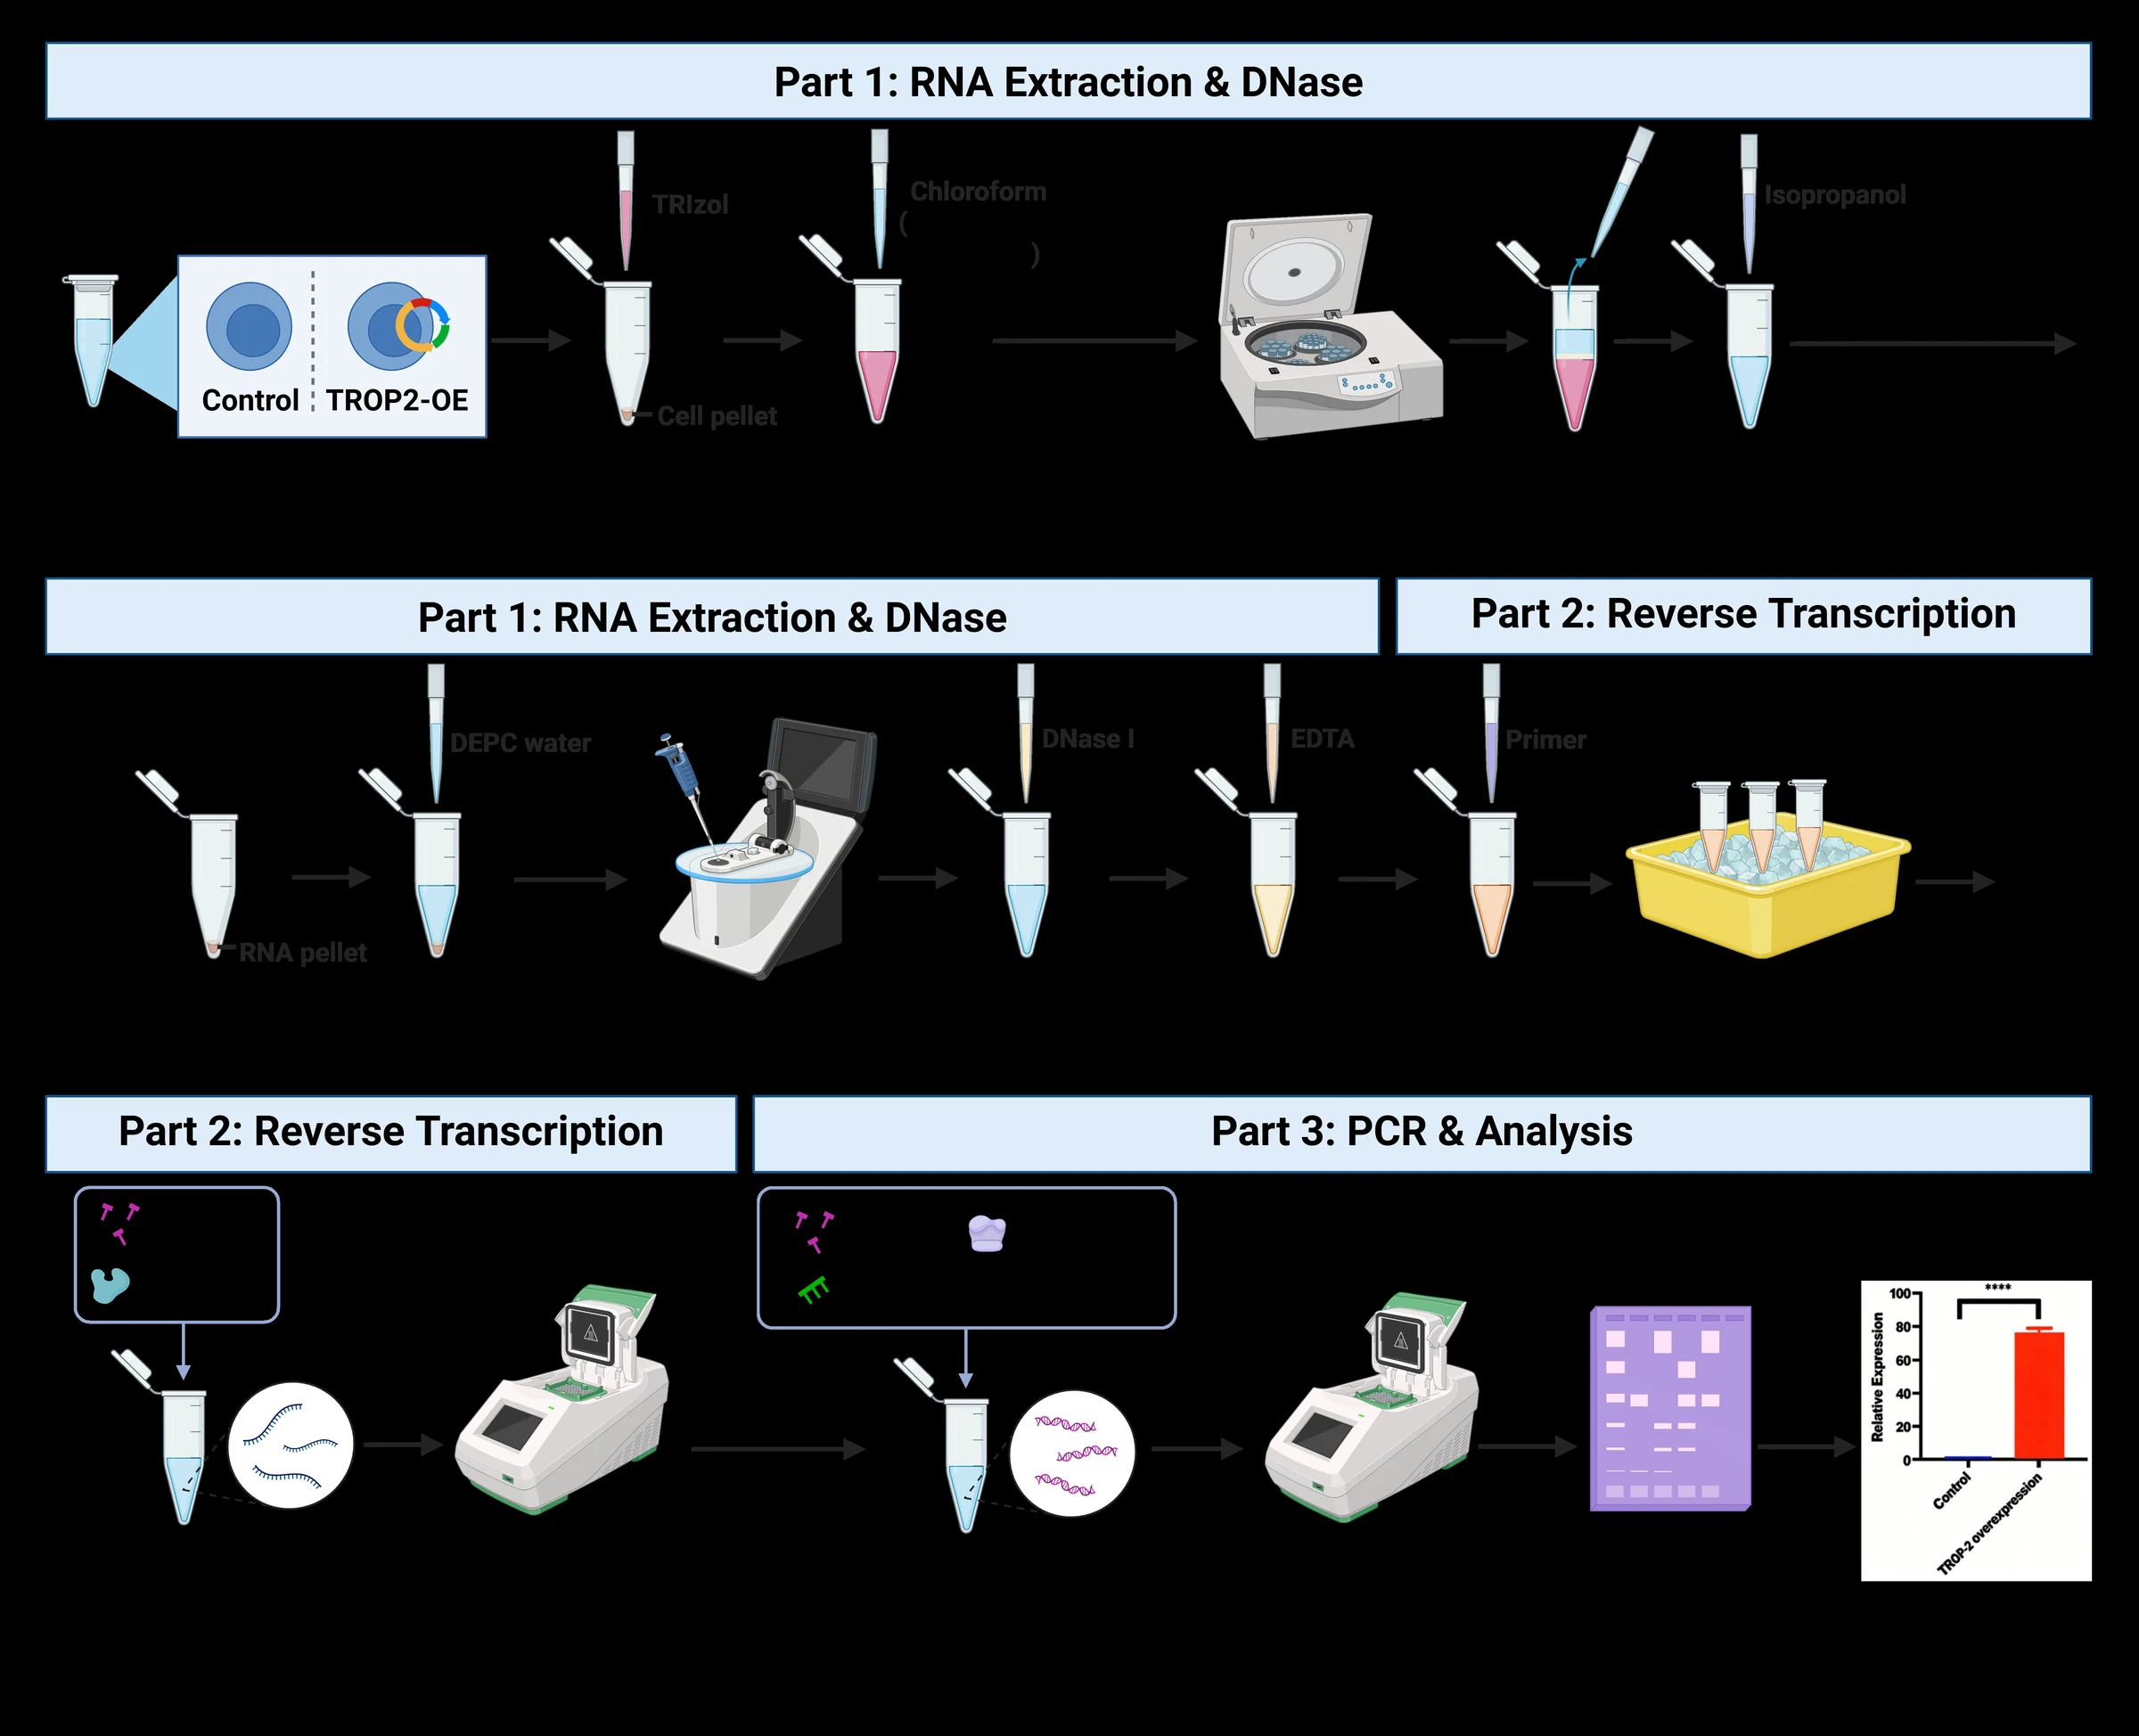 Part 1: RNA Extraction & DNase
TRIzol
Chloroform
(
)
Isopropanol
Control
TROP2-OE
Cell pellet
Part 1: RNA Extraction & DNase
Part 2: Reverse Transcription
DEPC water
DNase I
EDTA
Primer
RNA pellet
Part 2: Reverse Transcription
Part 3: PCR & Analysis
****
Relative Expression
100
80
60
40
20
0
Control
TROP-2 overexpression